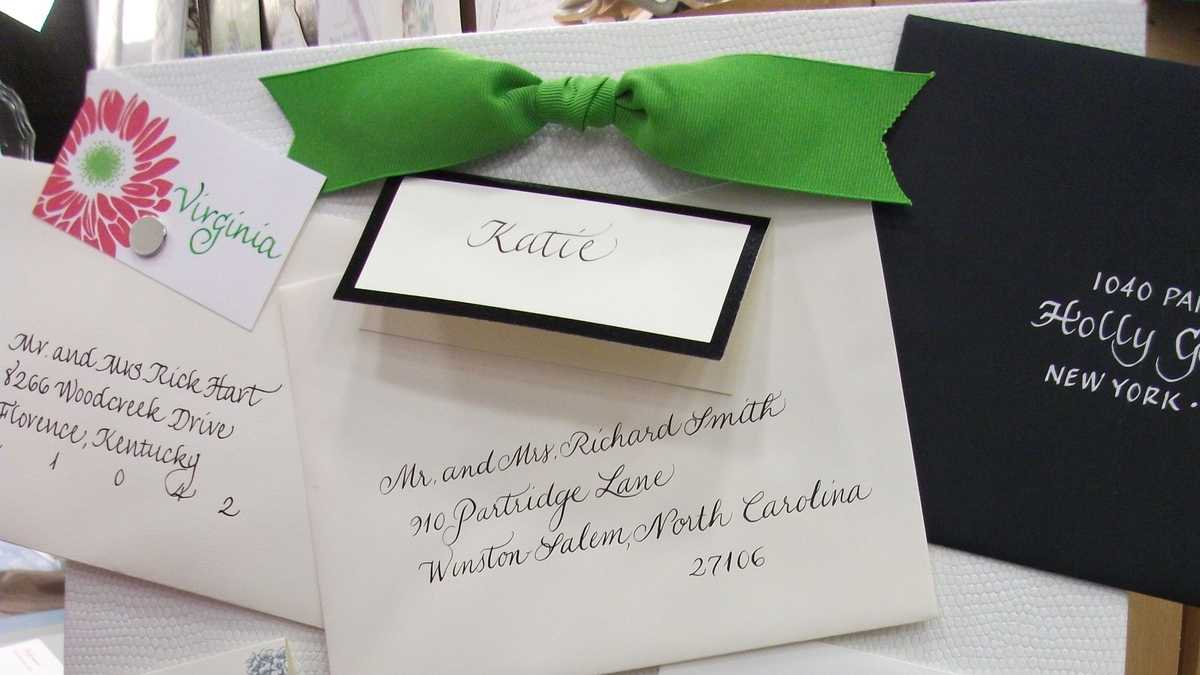 Virginia
Katie
Mr. and Mrs Rick Hart
8266 Woodcreek Drive
Florence, Kentucky
1 0 4 2
Mr. and Mrs. Richard Smith
910 Partridge Lane
Winston Salem, North Carolina
27106
1040
Holly
NEW YORK ·